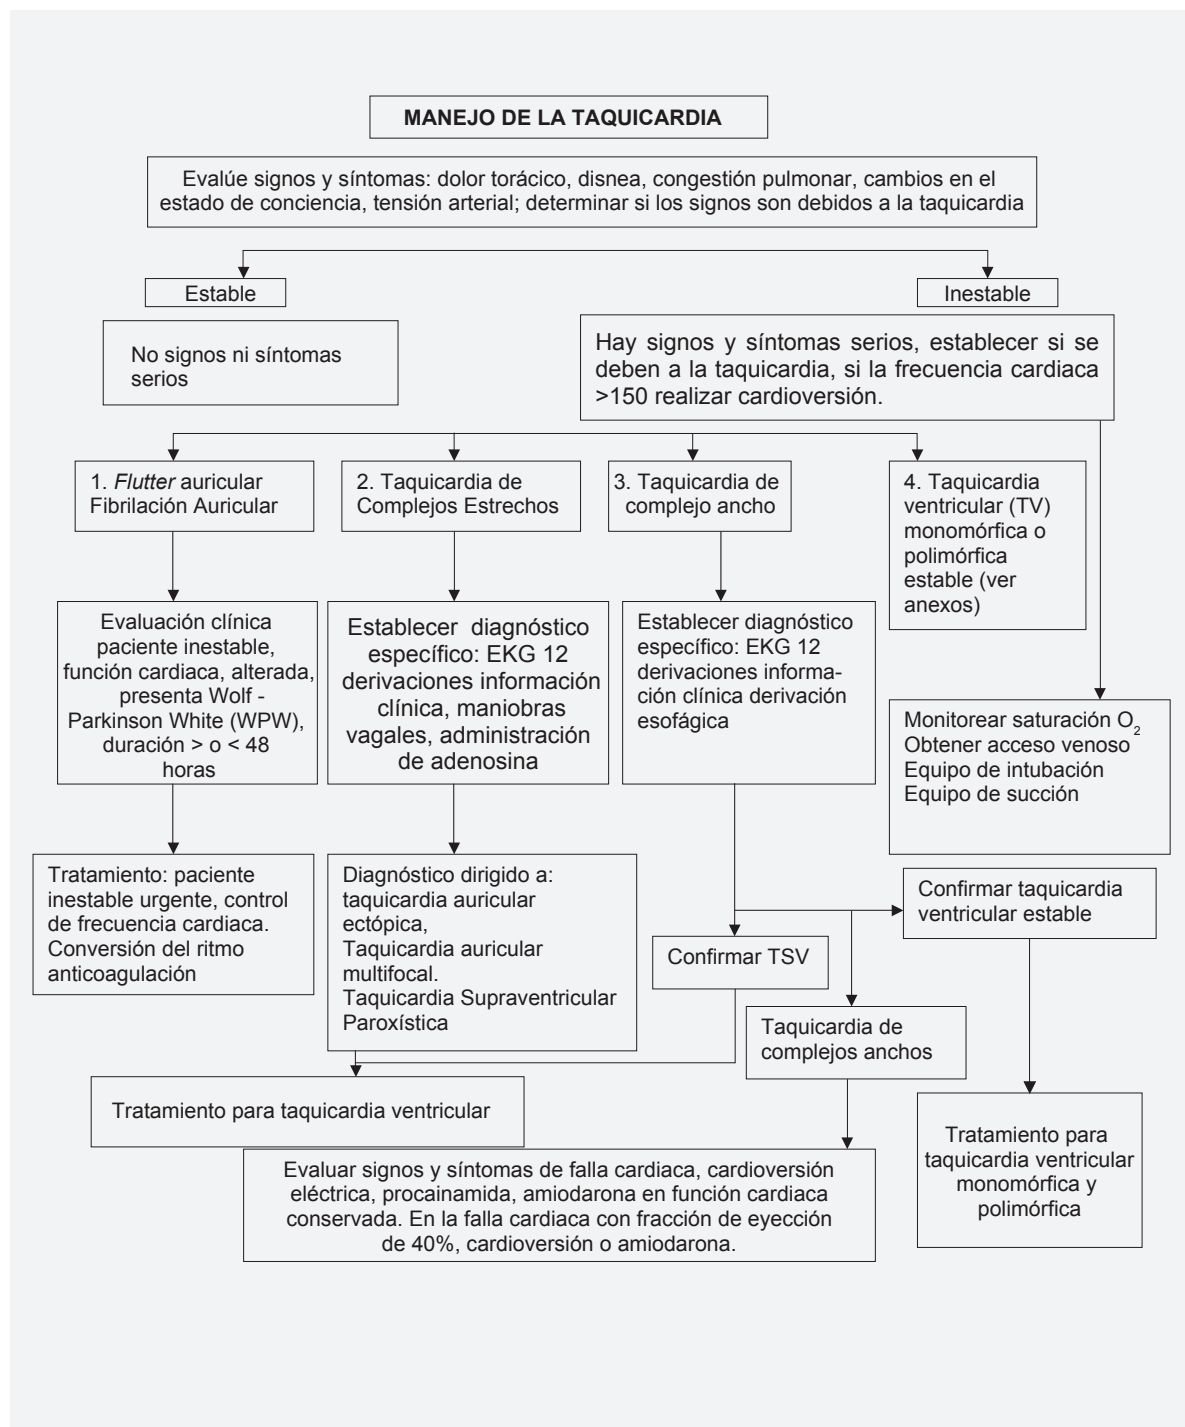 MANEJO DE LA TAQUICARDIA
Evalúe signos y síntomas: dolor torácico, disnea, congestión pulmonar, cambios en el
estado de conciencia, tensión arterial; determinar si los signos son debidos a la taquicardia
Estable
Inestable
No signos ni síntomas
serios
Hay signos y síntomas serios, establecer si se
deben a la taquicardia, si la frecuencia cardiaca
>150 realizar cardioversión.
1. Flutter auricular
Fibrilación Auricular
2. Taquicardia de
Complejos Estrechos
3. Taquicardia de
complejo ancho
4. Taquicardia
ventricular (TV)
monomórfica o
polimórfica
estable (ver
anexos)
Evaluación clínica
paciente inestable,
función cardiaca, alterada,
presenta Wolf -
Parkinson White (WPW),
duración > o < 48
horas
Establecer diagnóstico
específico: EKG 12
derivaciones información
clínica, maniobras
vagales, administración
de adenosina
Establecer diagnóstico
específico: EKG 12
derivaciones informa-
ción clínica derivación
esofágica
Monitorear saturación O2
Obtener acceso venoso
Equipo de intubación
Equipo de succión
Tratamiento: paciente
inestable urgente, control
de frecuencia cardiaca.
Conversión del ritmo
anticoagulación
Diagnóstico dirigido a:
taquicardia auricular
ectópica,
Taquicardia auricular
multifocal.
Taquicardia Supraventricular
Paroxística
Confirmar TSV
Confirmar taquicardia
ventricular estable
Taquicardia de
complejos anchos
Tratamiento para taquicardia ventricular
Tratamiento para
taquicardia ventricular
monomórfica y
polimórfica
Evaluar signos y síntomas de falla cardiaca, cardioversión
eléctrica, procainamida, amiodarona en función cardiaca
conservada. En la falla cardiaca con fracción de eyección
de 40%, cardioversión o amiodarona.